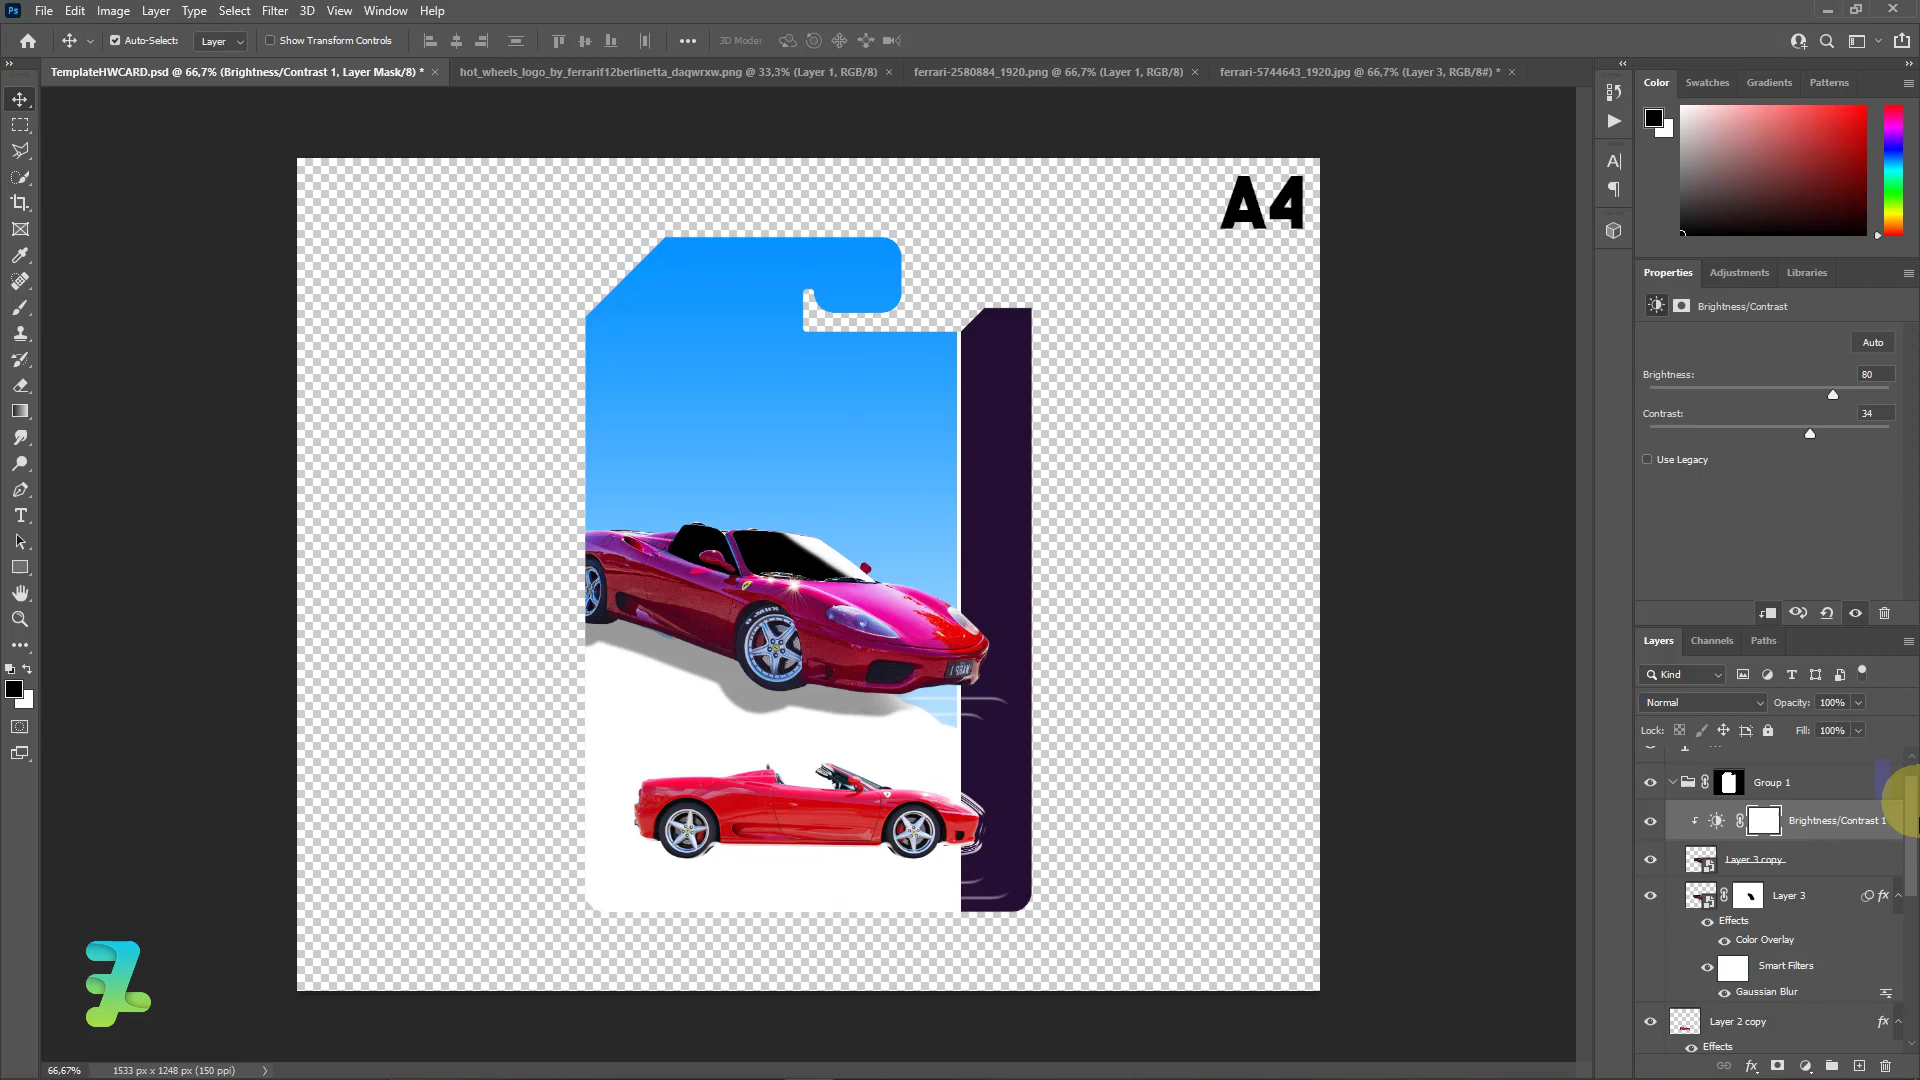 Ps File Edit Image Layer Type Select Filter 3D View Window Help
Auto-Select: Layer Show Transform Controls 3D Mode:
TemplateHWCARD.psd @ 66,7% (Brightness/Contrast 1, Layer Mask/8) *
hot_wheels_logo_by_ferrarif12berlinetta_daqwrxw.png @ 33,3% (Layer 1, RGB/8)
ferrari-2580884_1920.png @ 66,7% (Layer 1, RGB/8)
ferrari-5744643_1920.jpg @ 66,7% (Layer 3, RGB/8#) *
Color Swatches Gradients Patterns
A4
Properties Adjustments Libraries
Brightness/Contrast
Auto
Brightness: 80
Contrast: 34
Use Legacy
Layers Channels Paths
Kind
Normal Opacity: 100%
Lock: Fill: 100%
Group 1
Brightness/Contrast 1
Layer 3 copy
Layer 3 fx
Effects
Color Overlay
Smart Filters
Gaussian Blur
Layer 2 copy fx
Effects
66,67% 1533 px x 1248 px (150 ppi)